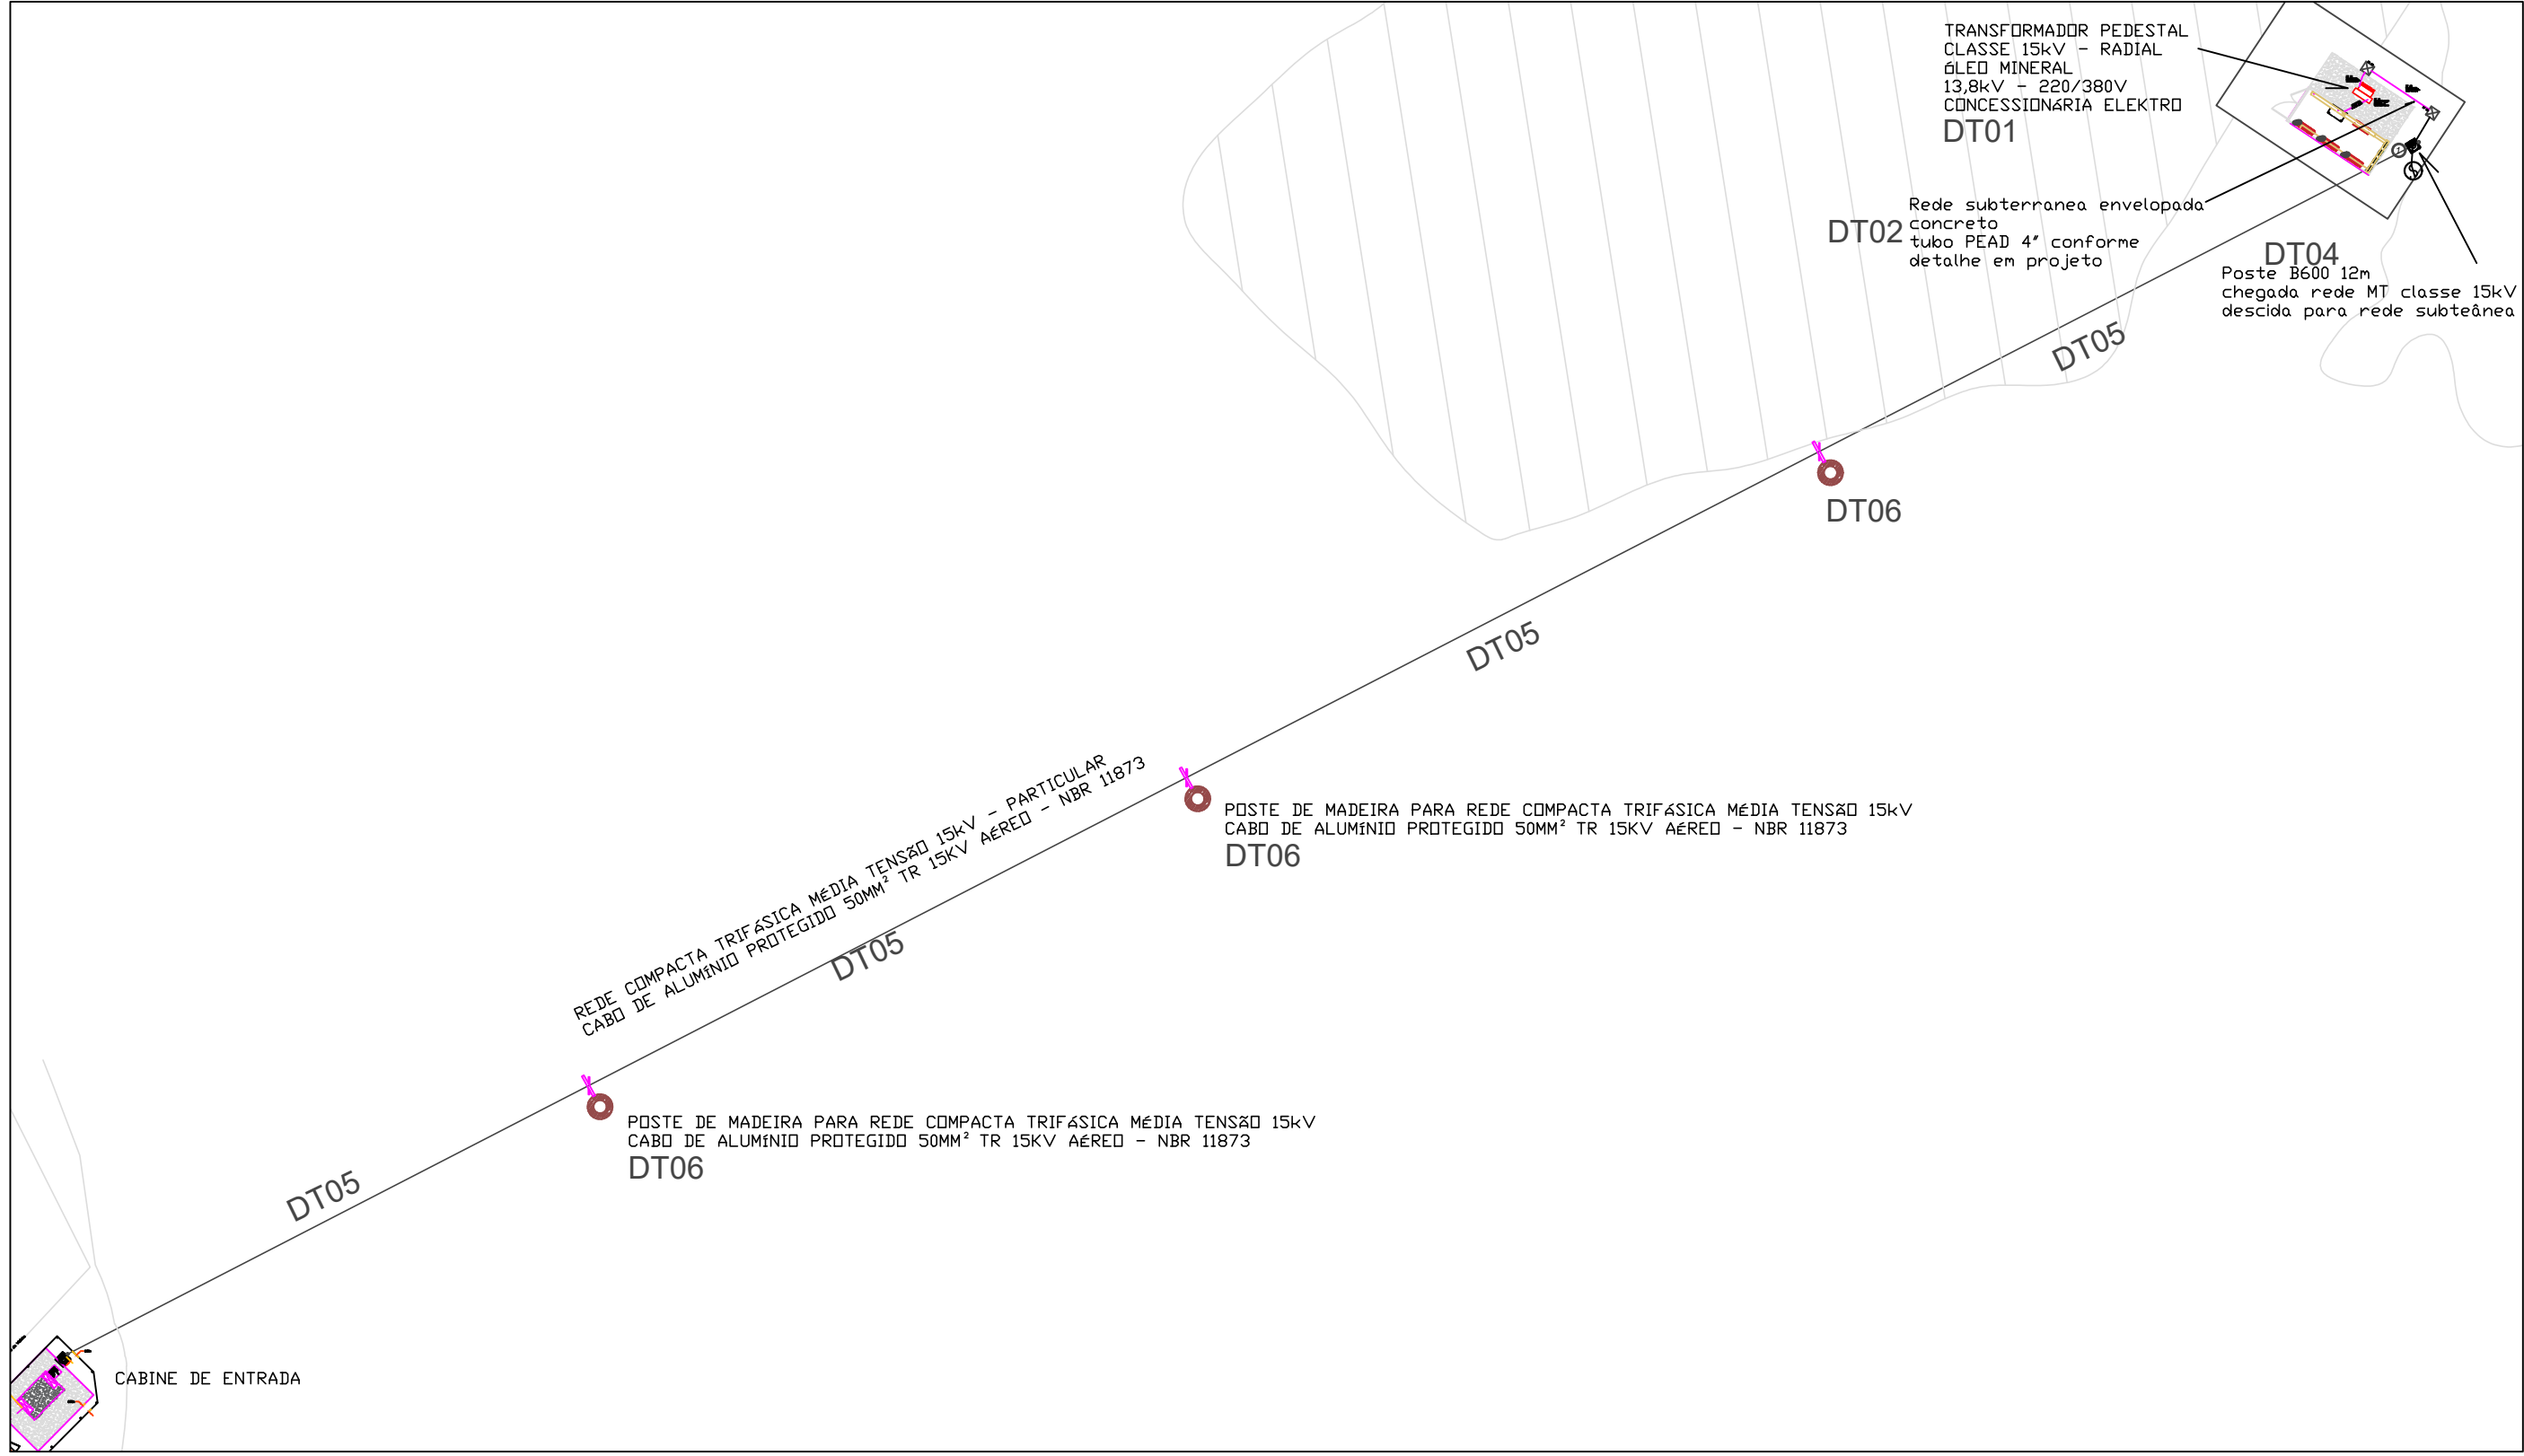 TRANSFORMADOR PEDESTAL
CLASSE 15kV - RADIAL
óLEO MINERAL
13,8kV - 220/380V
CONCESSIONáRIA ELEKTRO
DT01
Rede subterranea envelopada
concreto
tubo PEAD 4" conforme
detalhe em projeto
DT02
DT04
Poste B600 12m
chegada rede MT classe 15kV
descida para rede subteânea
DT05
DT06
DT05
REDE COMPACTA TRIFáSICA MéDIA TENSãO 15kV - PARTICULAR
CABO DE ALUMíNIO PROTEGIDO 50MM² TR 15KV AéREO - NBR 11873
DT05
POSTE DE MADEIRA PARA REDE COMPACTA TRIFáSICA MéDIA TENSãO 15kV
CABO DE ALUMíNIO PROTEGIDO 50MM² TR 15KV AéREO - NBR 11873
DT06
POSTE DE MADEIRA PARA REDE COMPACTA TRIFáSICA MéDIA TENSãO 15kV
CABO DE ALUMíNIO PROTEGIDO 50MM² TR 15KV AéREO - NBR 11873
DT06
DT05
CABINE DE ENTRADA